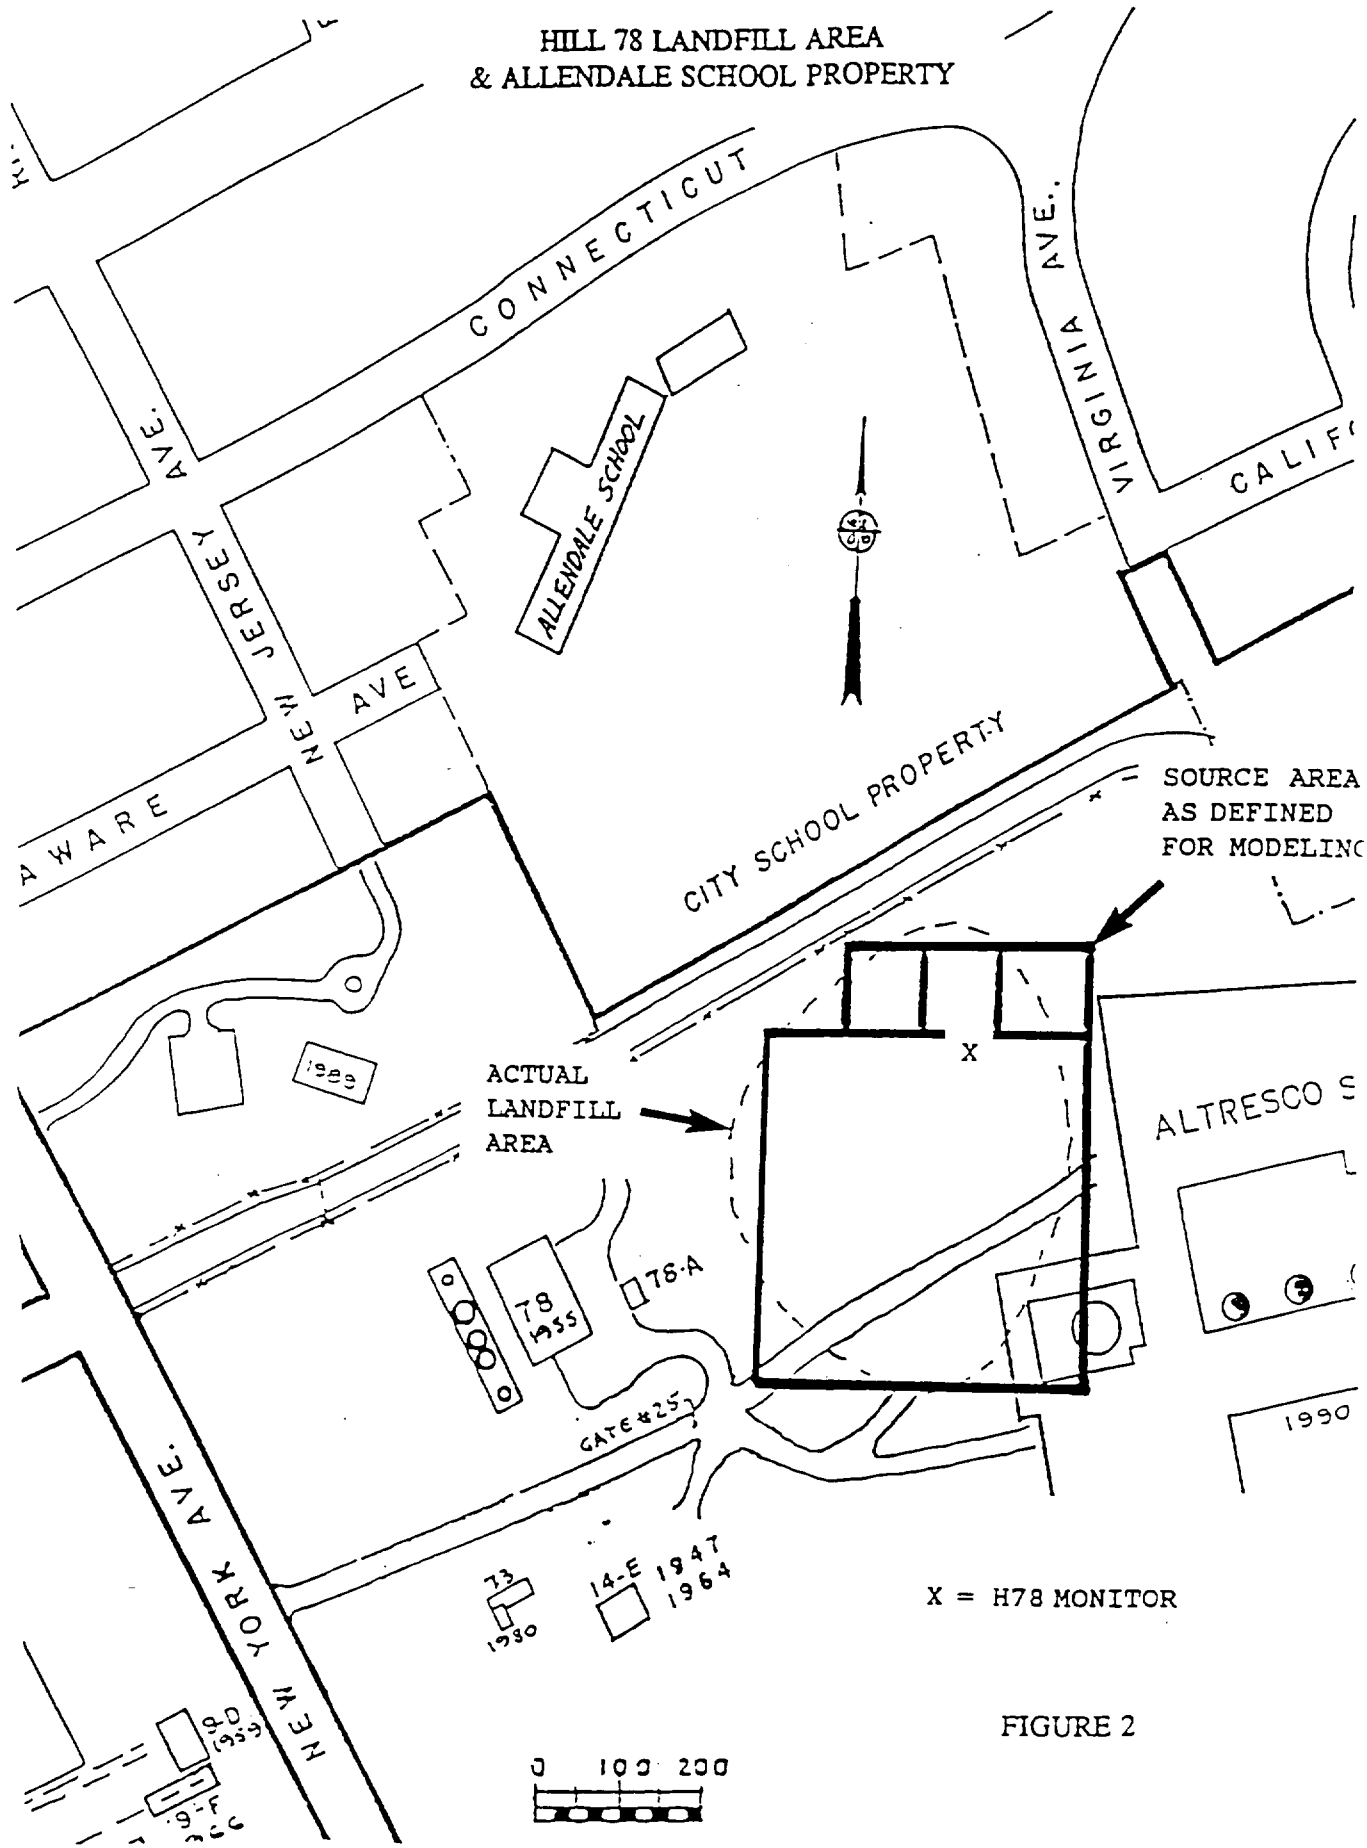 HILL 78 LANDFILL AREA
& ALLENDALE SCHOOL PROPERTY
CONNECTICUT
VIRGINIA AVE.
CALIF
AVE.
NEW JERSEY
AVE
AWARE
ALLENDALE SCHOOL
CITY SCHOOL PROPERTY
SOURCE AREA
AS DEFINED
FOR MODELING
1989
ACTUAL
LANDFILL
AREA
X
ALTRESCO S
78
1955
78-A
GATE #25
1990
NEW YORK AVE.
73
1980
14-E 1947
1964
X = H78 MONITOR
9-D
1959
FIGURE 2
0 100 200